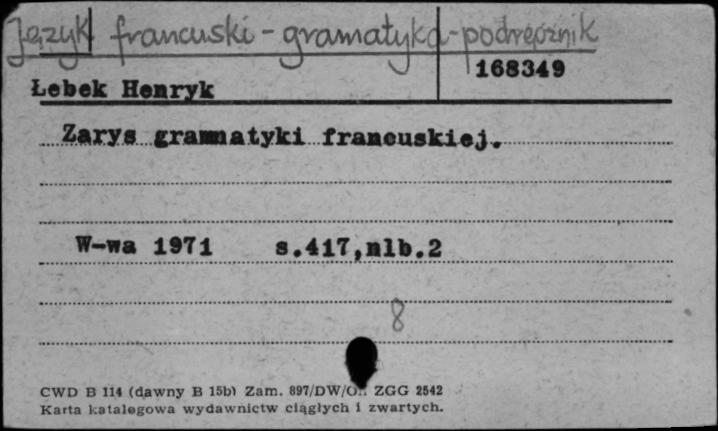 Język francuski - gramatyka - podręcznik
168349
Łebek Henryk
Zarys grammatyki francuskiej.
W-wa 1971 s.417,nlb.2
8
CWD B 114 (dawny B 15b) Zam. 897/DW/ ZGG 2542
Karta katalogowa wydawnictw ciągłych i zwartych.